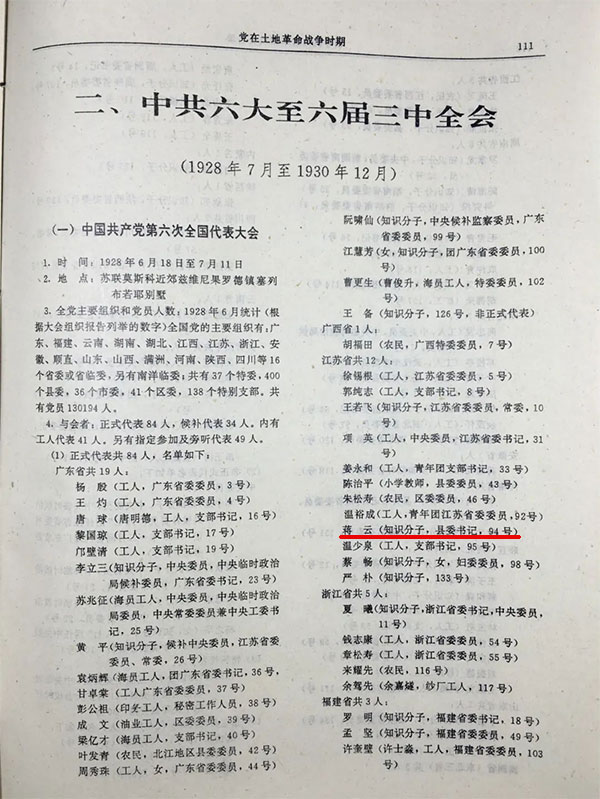 党在土地革命战争时期
111
二、中共六大至六届三中全会
(1928年7月至1930年12月)
(一)中国共产党第六次全国代表大会
1.时 间:1928年6月18日至7月11日
2.地 点:苏联莫斯科近郊兹维尼果罗德镇塞列
布若耶别墅
3.全党主要组织和党员人数:1928年6月统计(根
据大会组织报告列举的数字)全国党的主要组织有:广
东、福建、云南、湖南、湖北、江西、江苏、浙江、安
徽、顺直、山东、山西、满洲、河南、陕西、四川等16
个省委或省临委,另有南洋临委;共有37个特委,400
个县委,36个市委,41个区委,138个特别支部。共
有党员130194人。
4.与会者:正式代表84人,候补代表34人。内有
工人代表41人。另有指定参加及旁听代表49人。
(1)正式代表共84人,名单如下:
广东省共19人:
杨 殷(工人,广东省委委员,3号)
王 灼(工人,广东省委委员,4号)
唐 球(唐明德,工人,支部书记,16号)
黎国琼(工人,支部书记,17号)
邝壁清(工人,支部书记,19号)
李立三(知识分子,中央委员,中央临时政治
局候补委员,广东省委书记,23号)
苏兆征(海员工人,中央委员,中央临时政治
局委员,中央常委委员兼中央工委书
记,25号)
黄 平(知识分子,候补中央委员,江苏省委
委员、常委,26号)
袁炳辉(海员工人,团广东省委书记,36号,
甘卓棠(工人广东省委委员,37号)
彭公祖(印务工人,秘密工作人员,38号)
成 文(油业工人,区委委员,39号)
梁亿才(海员工人,支部书记,40号)
叶发青(农民,北江地区县委委员,42号)
周秀珠(工人,女,广东省委委员,44号)
阮啸仙(知识分子,中央候补监察委员,广东
省委委员,99号)
江慧芳(女,知识分子,团广东省委委员,100
号)
曹更生(曹俊升,海员工人,特委委员,102
号)
王 备(知识分子,126号,非正式代表)
广西省1人:
胡福田(农民,广西特委委员,7号)
江苏省共12人:
徐锡根(工人,江苏省委委员,5号)
郭纯志(工人,支部书记,8号)
王若飞(知识分子,江苏省委委员,常委,10
号)
项 英(工人,中央委员,江苏省委书记,31
号)
姜永和(工人,青年团支部书记,33号)
陈治平(小学教师,县委委员,43号)
朱松寿(农民,区委委员,46号)
温裕成(工人,青年团江苏省委委员,92号)
蒋 云(知识分子,县委书记,94号)
温少泉(工人,支部书记,95号)
蔡 畅(知识分子,女,妇委委员,98号)
严 朴(知识分子,133号)
浙江省共5人:
夏 曦(知识分子,浙江省委书记,中央委员,
11号)
钱志康(工人,浙江省委委员,54号)
章松寿(工人,浙江省委委员,55号)
来耀先(农民,116号)
余驾先(余嘉燧,纱厂工人,117号)
福建省共3人:
罗 明(知识分子,福建省委书记,18号)
孟 坚(知识分子,福建省委委员,49号)
许奎壁(许士淼,工人,福建省委委员,103
号)